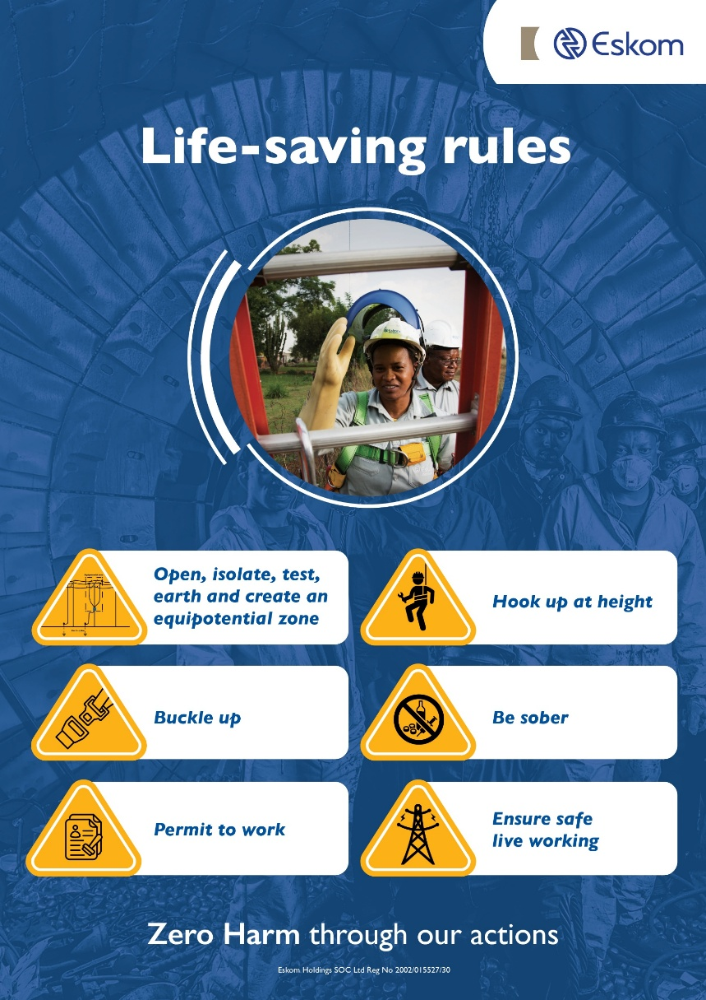 Eskom
Life-saving rules
Open, isolate, test,
earth and create an
equipotential zone
Hook up at height
Buckle up
Be sober
Permit to work
Ensure safe
live working
Zero Harm through our actions
Eskom Holdings SOC Ltd Reg No 2002/015527/30